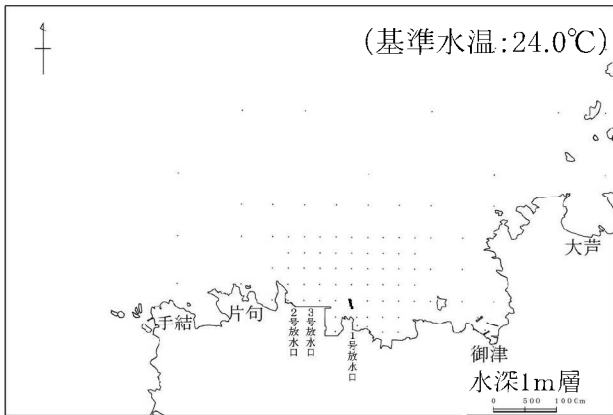 (基準水温:24.0℃)
大芦
手結
片句
2号放水口
3号放水口
1号放水口
御津
水深1m層
0 500 1000m